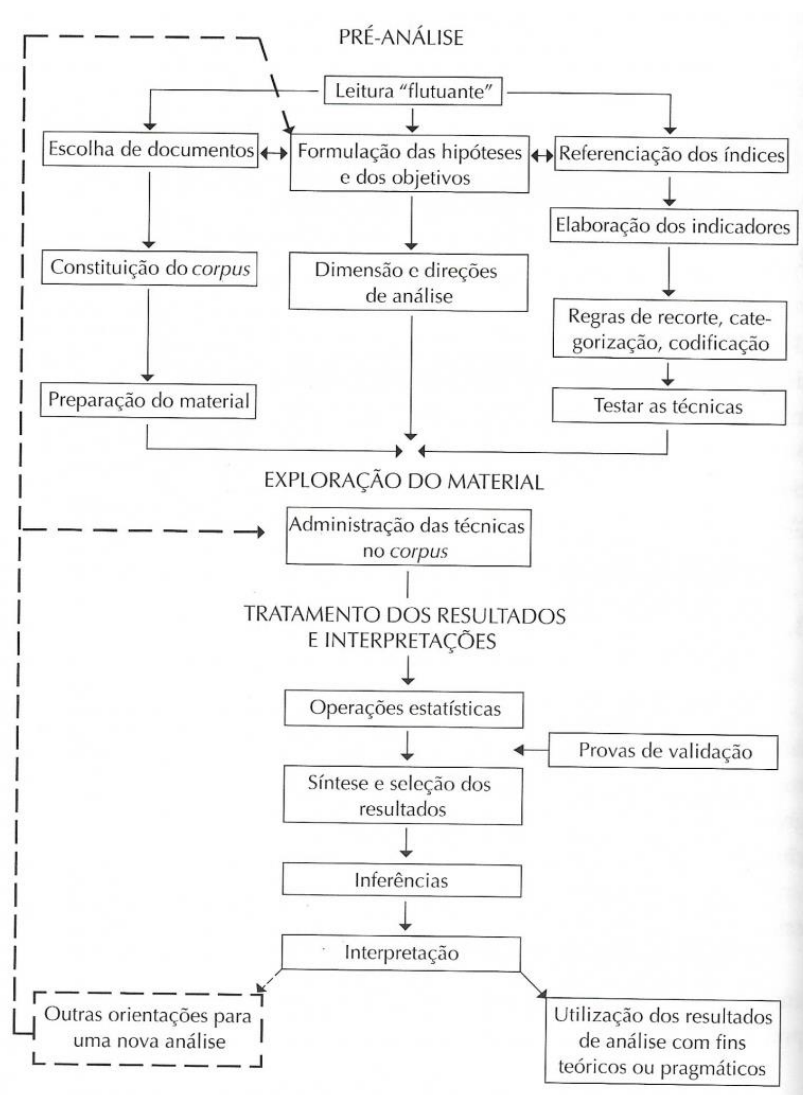 PRÉ-ANÁLISE
Leitura “flutuante”
Escolha de documentos
Formulação das hipóteses
e dos objetivos
Referenciação dos índices
Elaboração dos indicadores
Constituição do corpus
Dimensão e direções
de análise
Regras de recorte, cate-
gorização, codificação
Preparação do material
Testar as técnicas
EXPLORAÇÃO DO MATERIAL
Administração das técnicas
no corpus
TRATAMENTO DOS RESULTADOS
E INTERPRETAÇÕES
Operações estatísticas
Provas de validação
Síntese e seleção dos
resultados
Inferências
Interpretação
Outras orientações para
uma nova análise
Utilização dos resultados
de análise com fins
teóricos ou pragmáticos